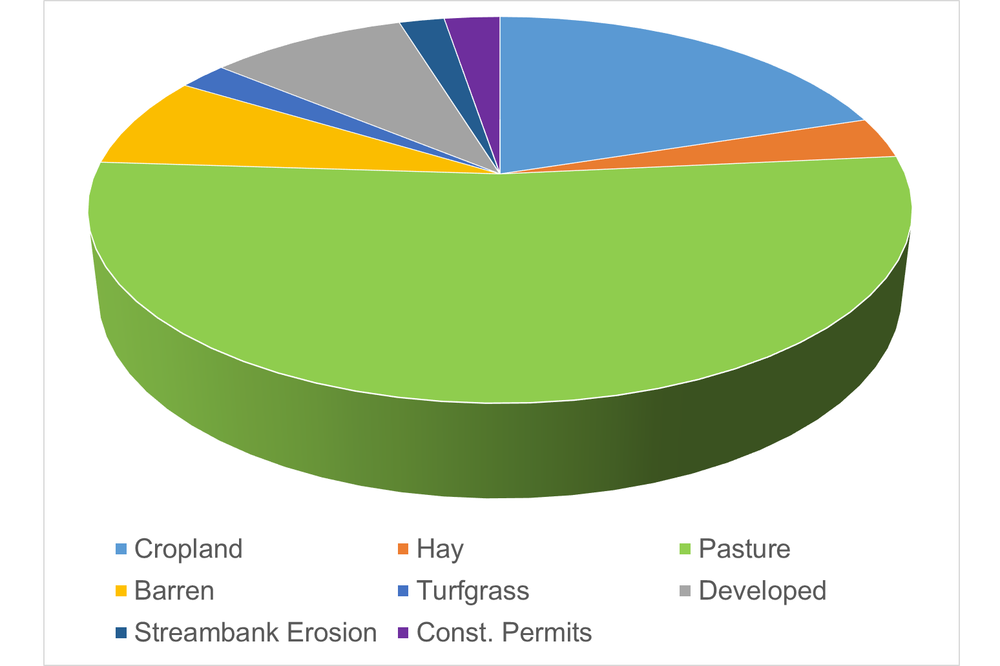 Cropland Hay Pasture
Barren Turfgrass Developed
Streambank Erosion Const. Permits